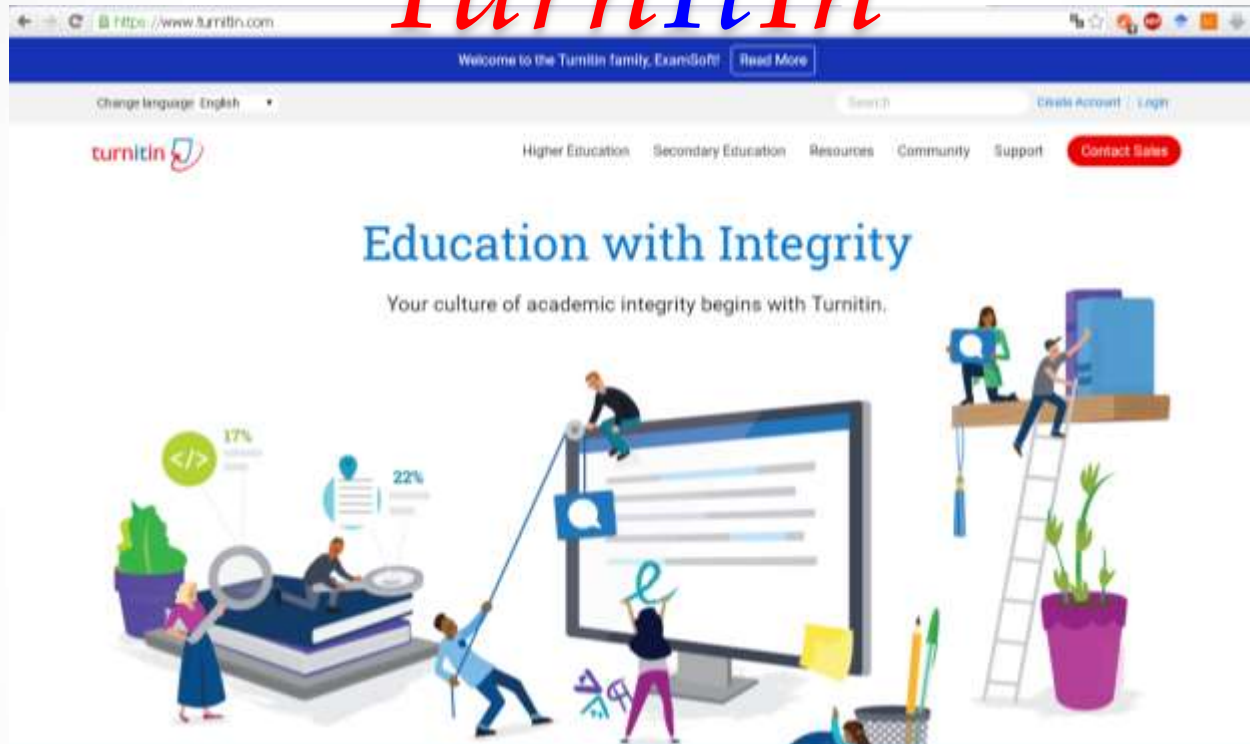 TurnItIn
https://www.turnitin.com
Welcome to the Turnitin family, ExamSoft! Read More
Change language English Search Create Account Login
turnitin Higher Education Secondary Education Resources Community Support Contact Sales
Education with Integrity
Your culture of academic integrity begins with Turnitin.
</> 17%
22%
e